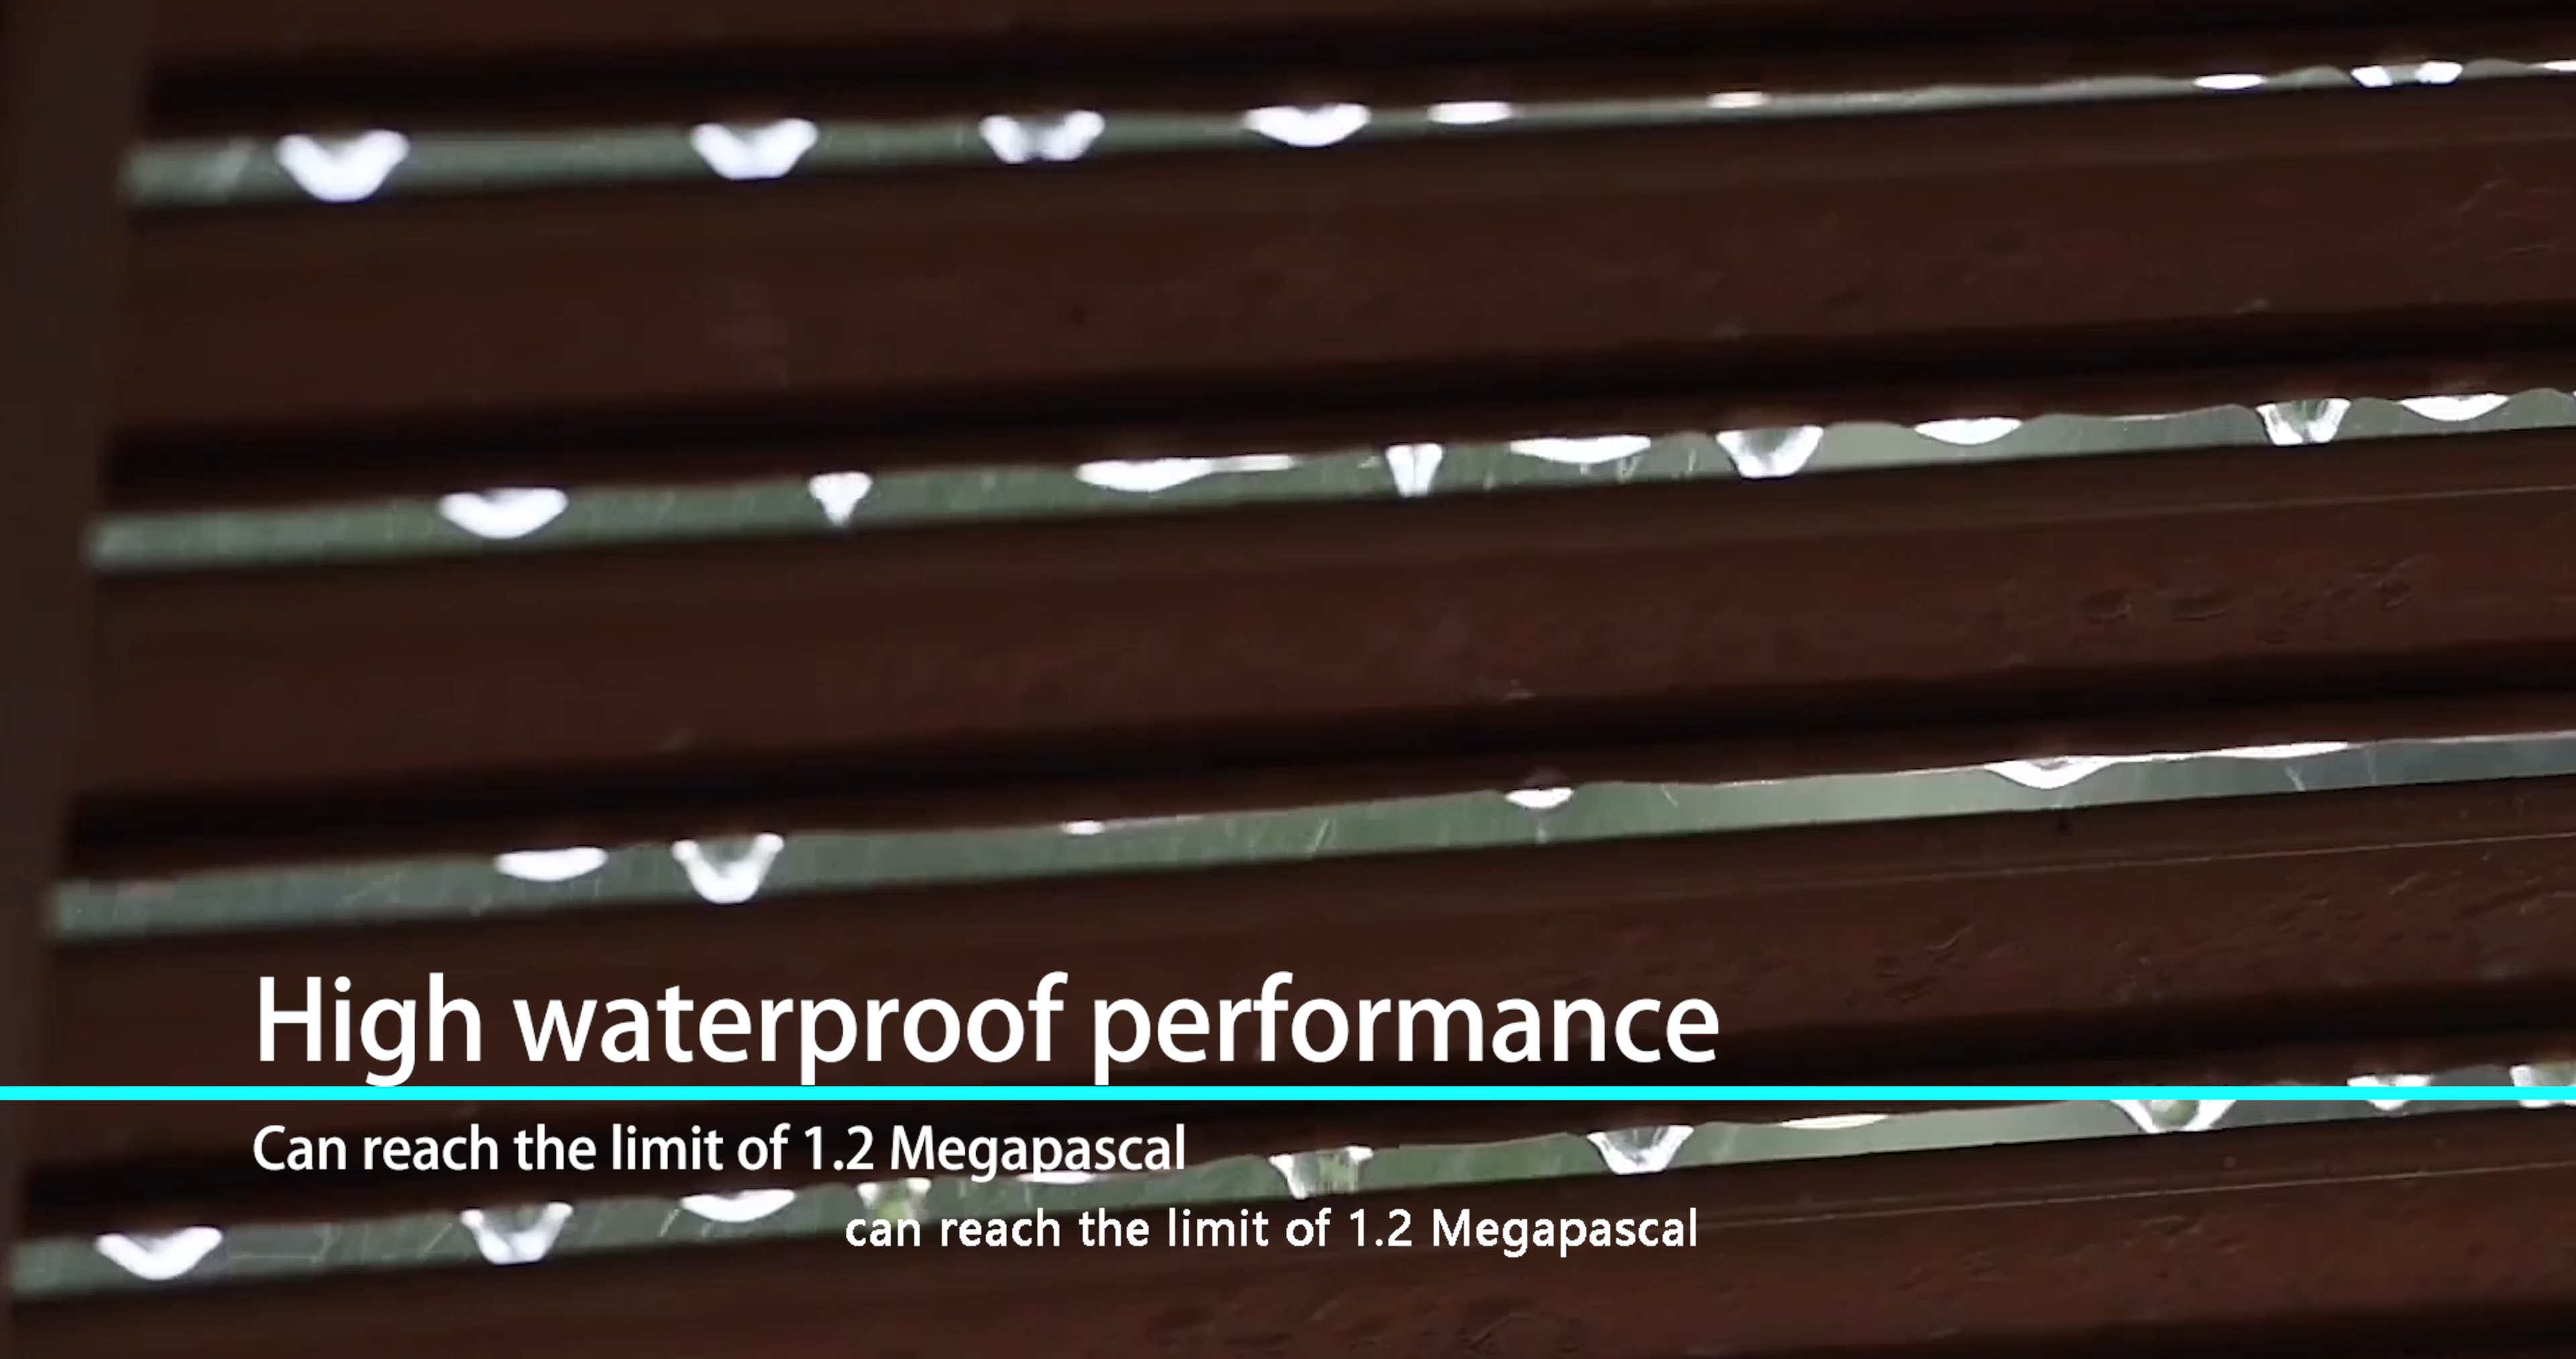 High waterproof performance
Can reach the limit of 1.2 Megapascal
can reach the limit of 1.2 Megapascal